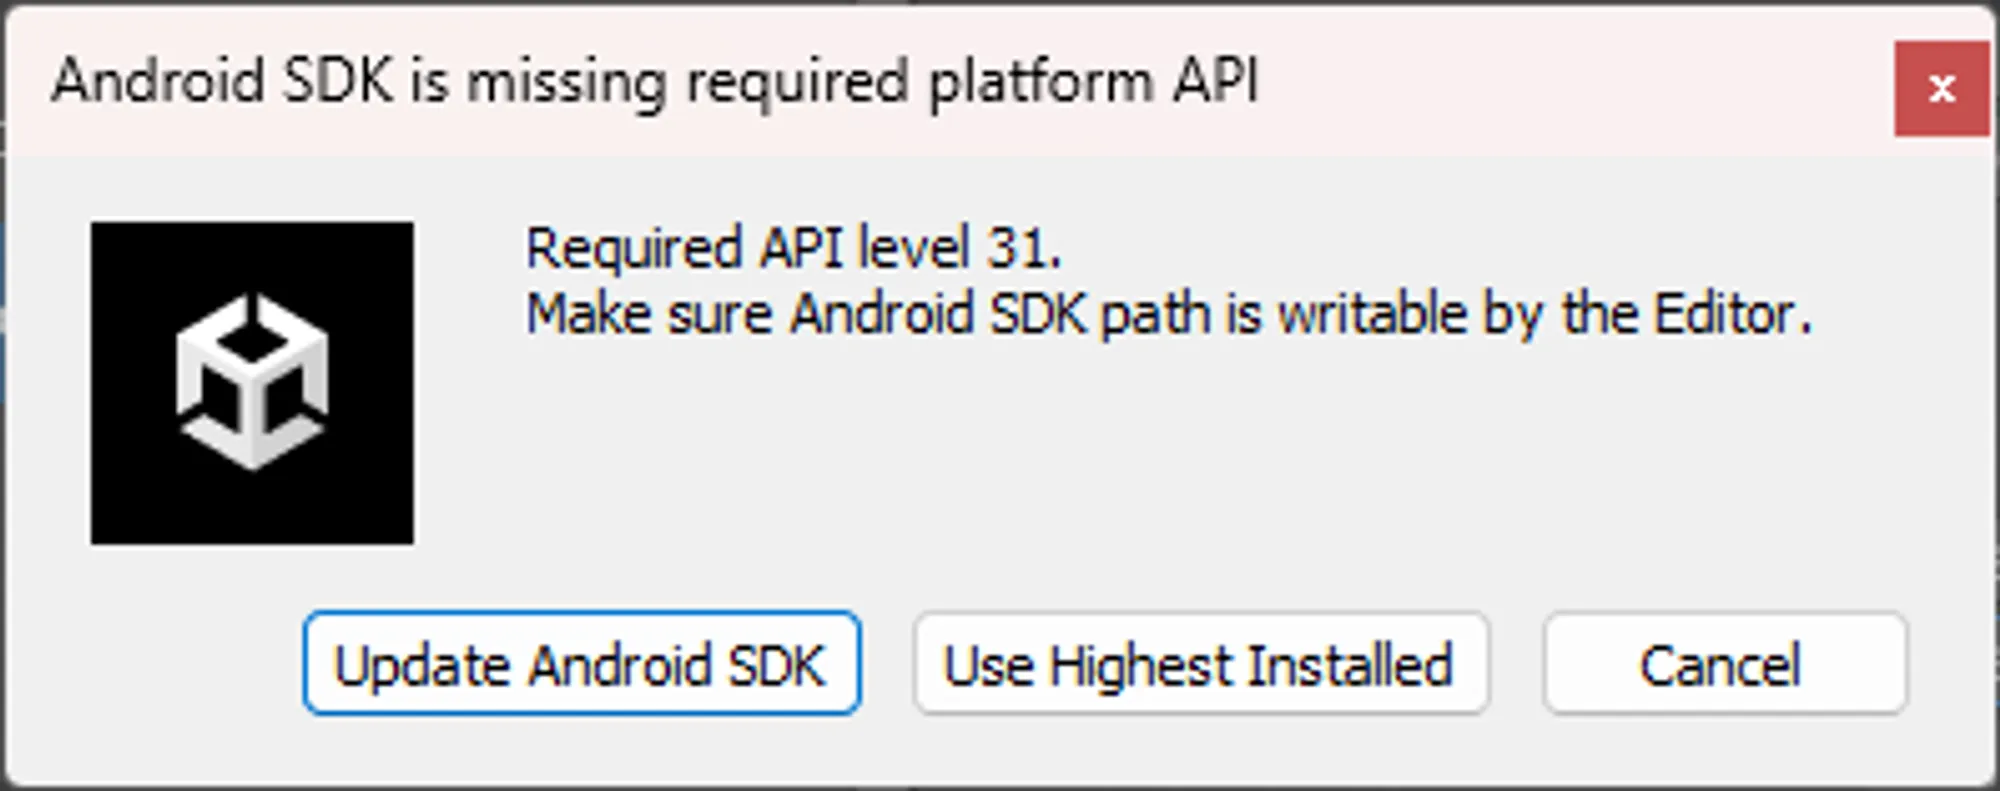 Android SDK is missing required platform API
x
Required API level 31.
Make sure Android SDK path is writable by the Editor.
Update Android SDK
Use Highest Installed
Cancel